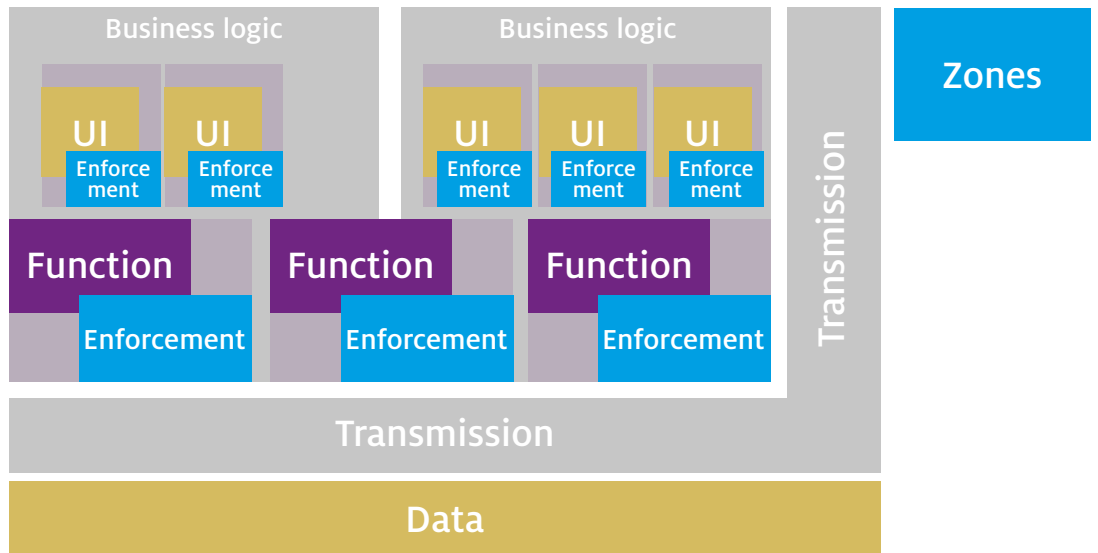 Business logic
Business logic
Zones
UI
UI
UI
UI
UI
Enforce
ment
Enforce
ment
Enforce
ment
Enforce
ment
Enforce
ment
Transmission
Function
Function
Function
Enforcement
Enforcement
Enforcement
Transmission
Data